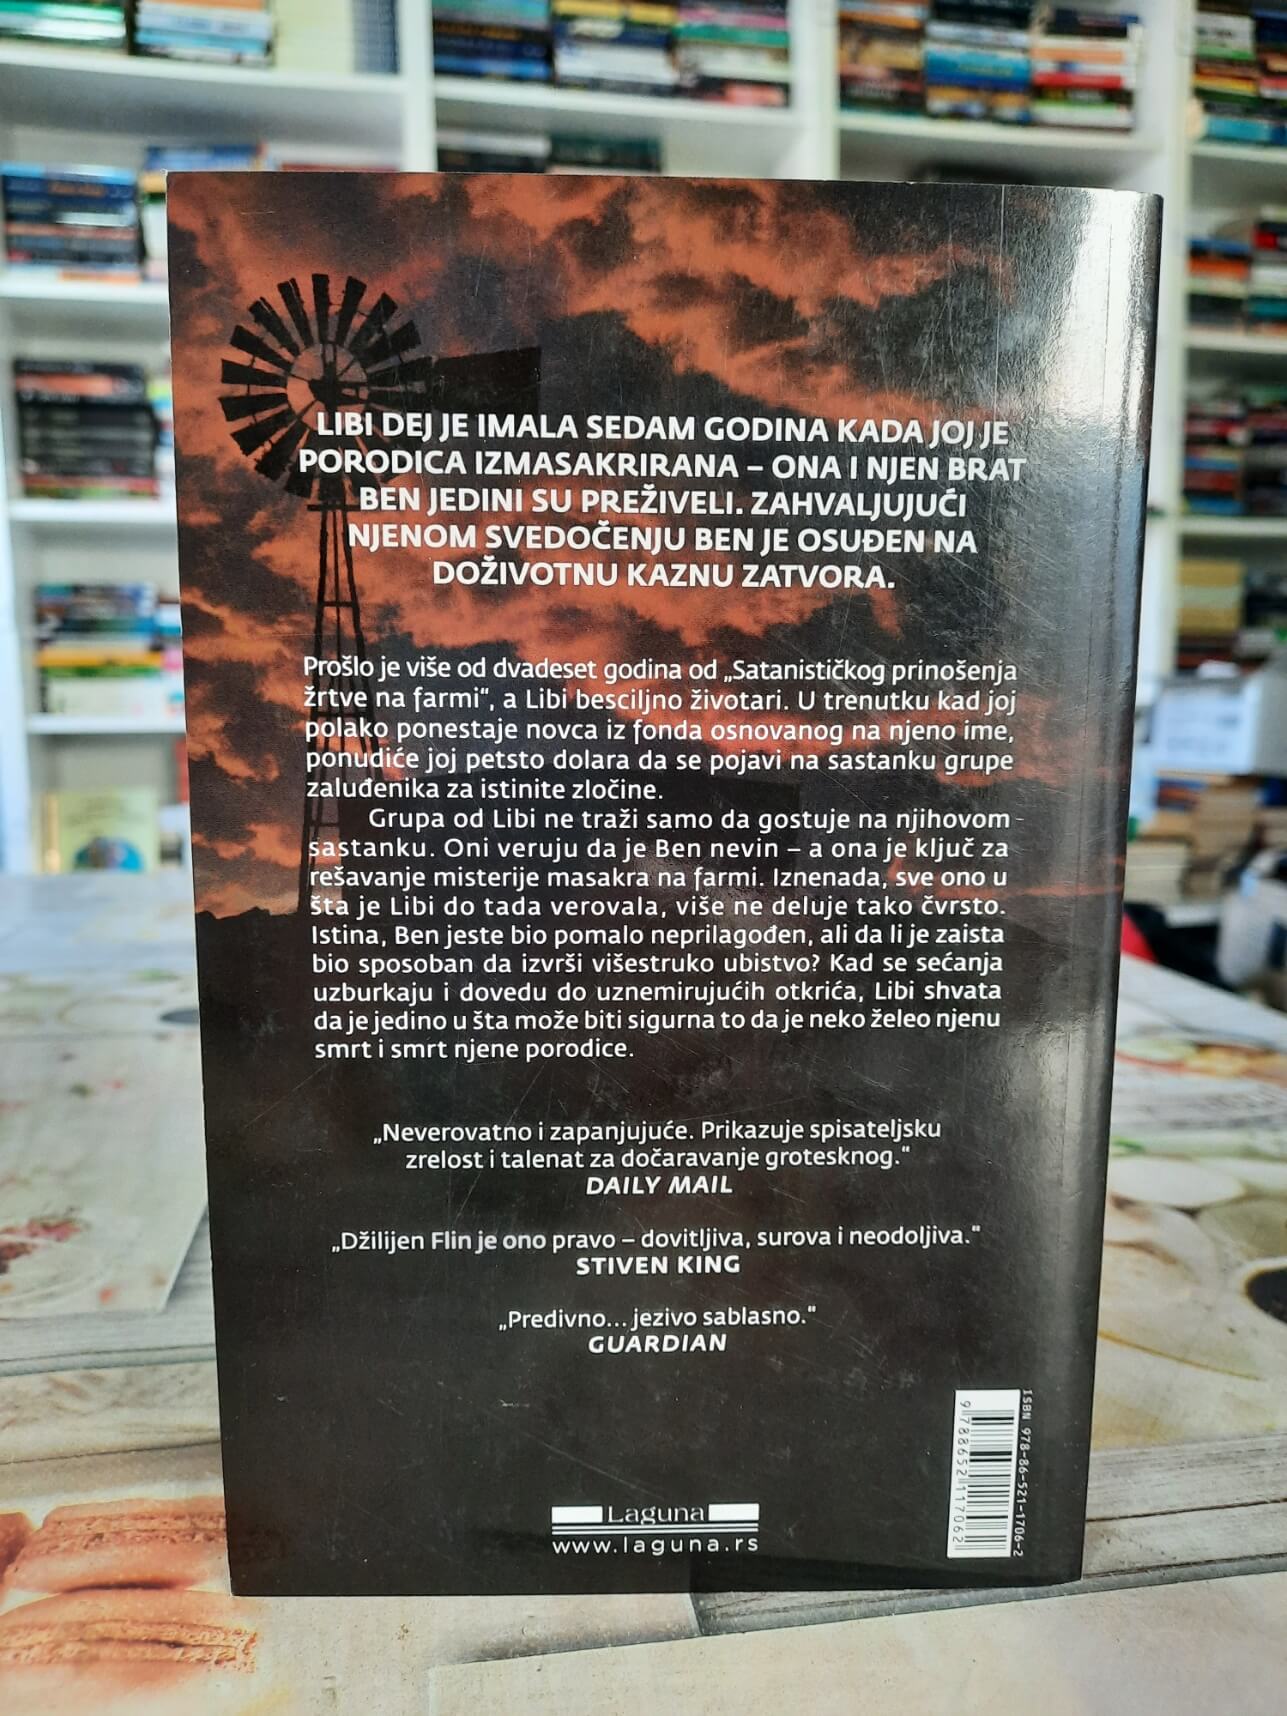 LIBI DEJ JE IMALA SEDAM GODINA KADA JOJ JE
PORODICA IZMASAKRIRANA – ONA I NJEN BRAT
BEN JEDINI SU PREŽIVELI. ZAHVALJUJUĆI
NJENOM SVEDOČENJU BEN JE OSUĐEN NA
DOŽIVOTNU KAZNU ZATVORA.
Prošlo je više od dvadeset godina od „Satanističkog prinošenja
žrtve na farmi“, a Libi besciljno životari. U trenutku kad joj
polako ponestaje novca iz fonda osnovanog na njeno ime,
ponudiće joj petsto dolara da se pojavi na sastanku grupe
zaluđenika za istinite zločine.
Grupa od Libi ne traži samo da gostuje na njihovom
sastanku. Oni veruju da je Ben nevin – a ona je ključ za
rešavanje misterije masakra na farmi. Iznenada, sve ono u
šta je Libi do tada verovala, više ne deluje tako čvrsto.
Istina, Ben jeste bio pomalo neprilagođen, ali da li je zaista
bio sposoban da izvrši višestruko ubistvo? Kad se sećanja
uzburkaju i dovedu do uznemirujućih otkrića, Libi shvata
da je jedino u šta može biti sigurna to da je neko želeo njenu
smrt i smrt njene porodice.
„Neverovatno i zapanjujuće. Prikazuje spisateljsku
zrelost i talenat za dočaravanje grotesknog.“
DAILY MAIL
„Džilijen Flin je ono pravo – dovitljiva, surova i neodoljiva.“
STIVEN KING
„Predivno... jezivo sablasno.“
GUARDIAN
ISBN 978-86-521-1706-2
9788652117062
Laguna
www.laguna.rs